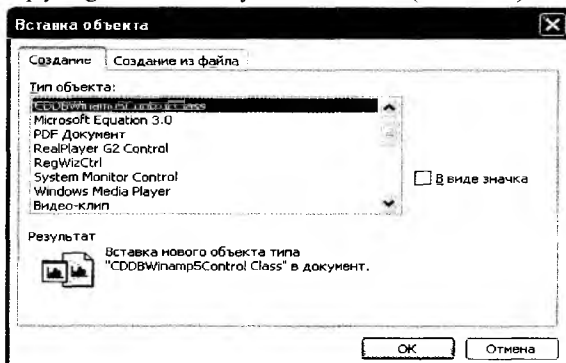 Вставка объекта
Создание Создание из файла
Тип объекта:
CDDBWinamp5Control Class
Microsoft Equation 3.0
PDF Документ
RealPlayer G2 Control
RegWizCtrl
System Monitor Control
Windows Media Player
Видео-клип
В виде значка
Результат
Вставка нового объекта типа
"CDDBWinamp5Control Class" в документ.
OK Отмена